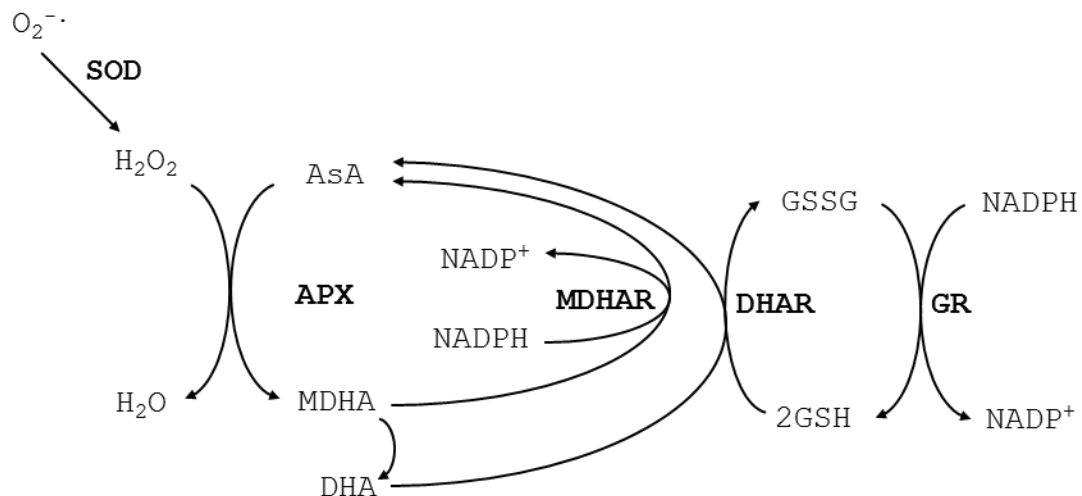 O₂⁻·
SOD
H₂O₂
AsA
GSSG
NADPH
NADP⁺
APX
MDHAR
DHAR
GR
NADPH
H₂O
MDHA
2GSH
NADP⁺
DHA